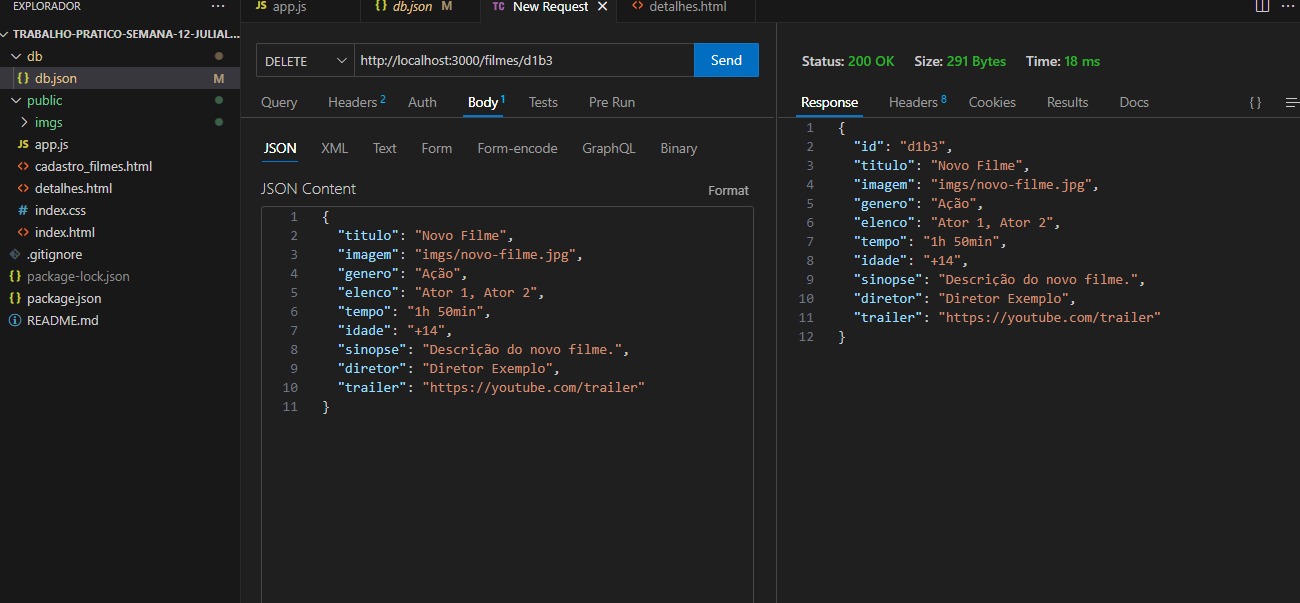 EXPLORADOR ···
JS app.js {} db.json M TC New Request × <> detalhes.html ···
TRABALHO-PRATICO-SEMANA-12-JULIAL...
db
{} db.json M
public
imgs
JS app.js
<> cadastro_filmes.html
<> detalhes.html
# index.css
<> index.html
.gitignore
{} package-lock.json
{} package.json
README.md
DELETE http://localhost:3000/filmes/d1b3 Send
Query Headers 2 Auth Body 1 Tests Pre Run
JSON XML Text Form Form-encode GraphQL Binary
JSON Content Format
1 {
2 "titulo": "Novo Filme",
3 "imagem": "imgs/novo-filme.jpg",
4 "genero": "Ação",
5 "elenco": "Ator 1, Ator 2",
6 "tempo": "1h 50min",
7 "idade": "+14",
8 "sinopse": "Descrição do novo filme.",
9 "diretor": "Diretor Exemplo",
10 "trailer": "https://youtube.com/trailer"
11 }
Status: 200 OK Size: 291 Bytes Time: 18 ms
Response Headers 8 Cookies Results Docs {}
1 {
2 "id": "d1b3",
3 "titulo": "Novo Filme",
4 "imagem": "imgs/novo-filme.jpg",
5 "genero": "Ação",
6 "elenco": "Ator 1, Ator 2",
7 "tempo": "1h 50min",
8 "idade": "+14",
9 "sinopse": "Descrição do novo filme.",
10 "diretor": "Diretor Exemplo",
11 "trailer": "https://youtube.com/trailer"
12 }